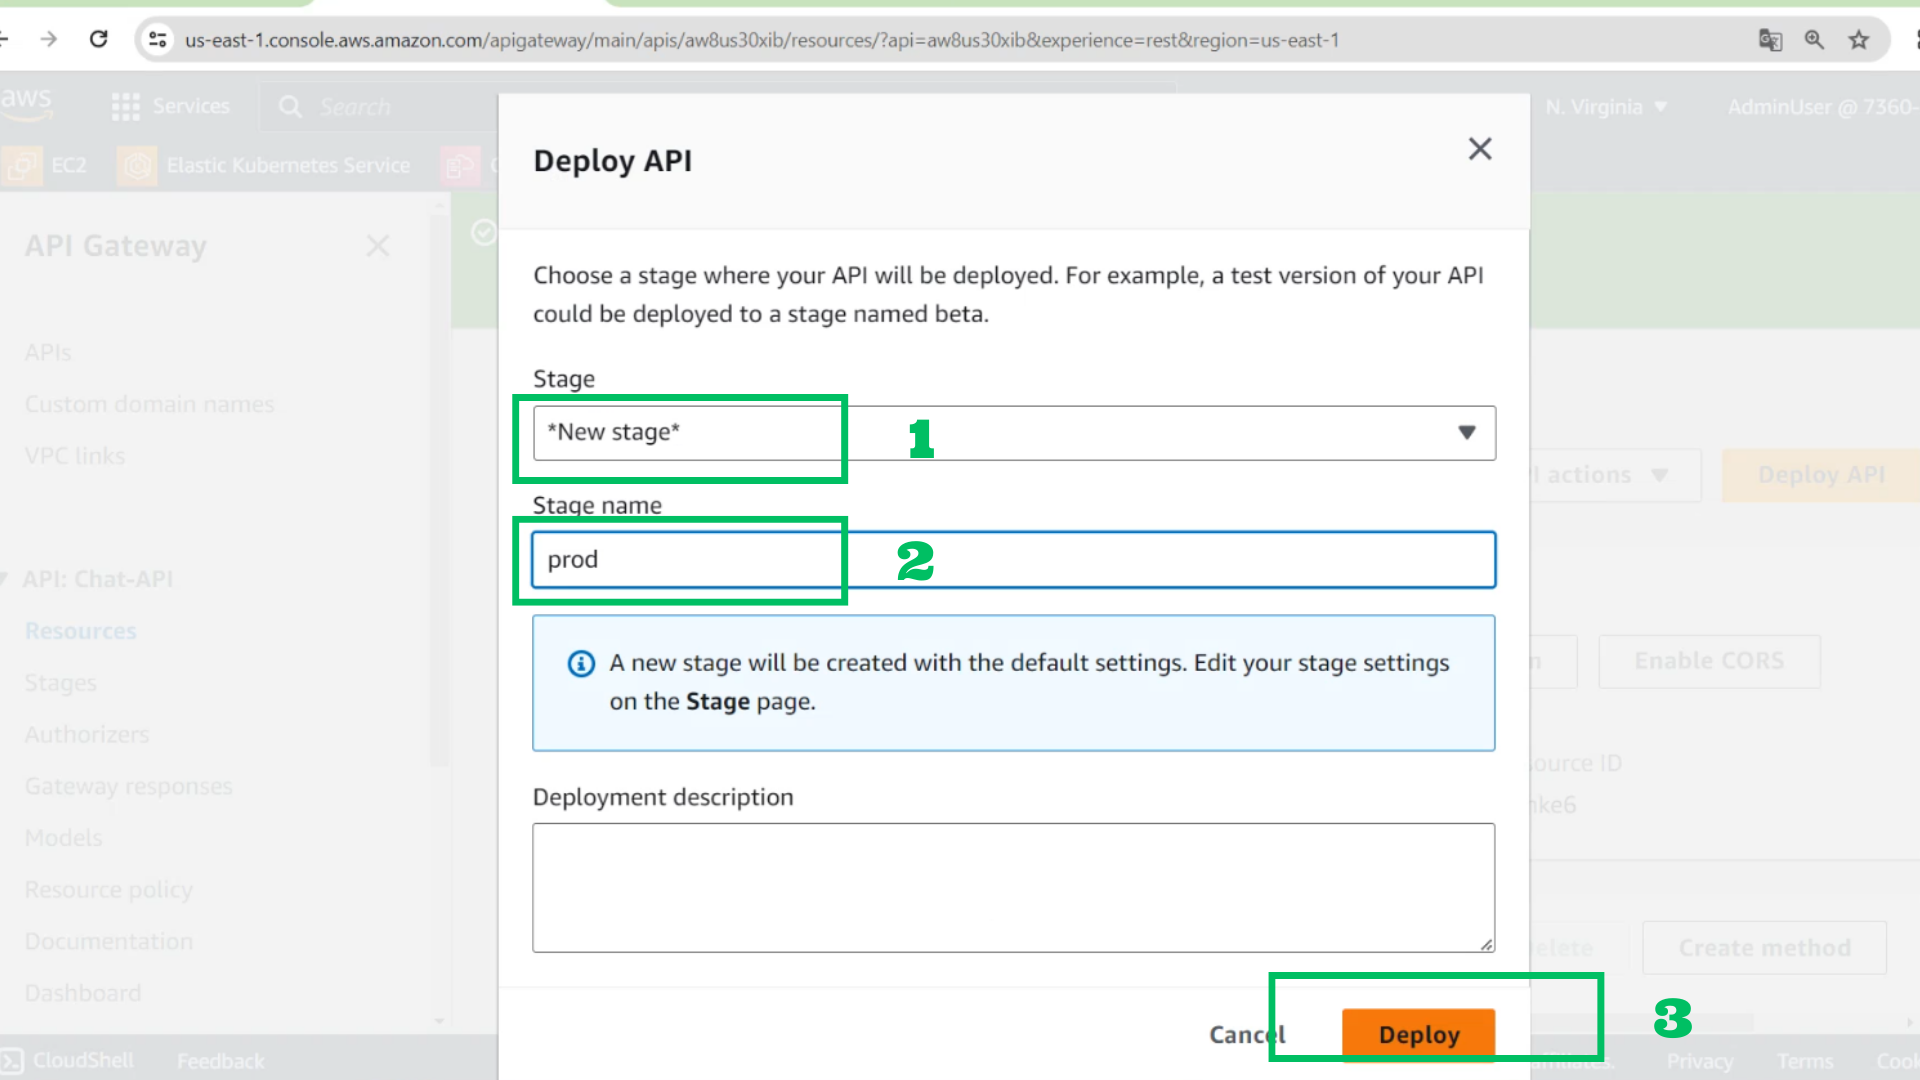 us-east-1.console.aws.amazon.com/apigateway/main/apis/aw8us30xib/resources/?api=aw8us30xib&experience=rest&region=us-east-1
aws
Services
Search
N. Virginia
AdminUser @ 7360-
EC2
Elastic Kubernetes Service
Deploy API
API Gateway
Choose a stage where your API will be deployed. For example, a test version of your API
could be deployed to a stage named beta.
APIs
Custom domain names
VPC links
Stage
*New stage*
1
actions
Deploy API
Stage name
prod
2
API: Chat-API
Resources
Stages
Authorizers
Gateway responses
Models
Resource policy
Documentation
Dashboard
A new stage will be created with the default settings. Edit your stage settings
on the Stage page.
Enable CORS
ource ID
Deployment description
elete
Create method
Cancel
Deploy
3
CloudShell
Feedback
Privacy
Terms
Cook